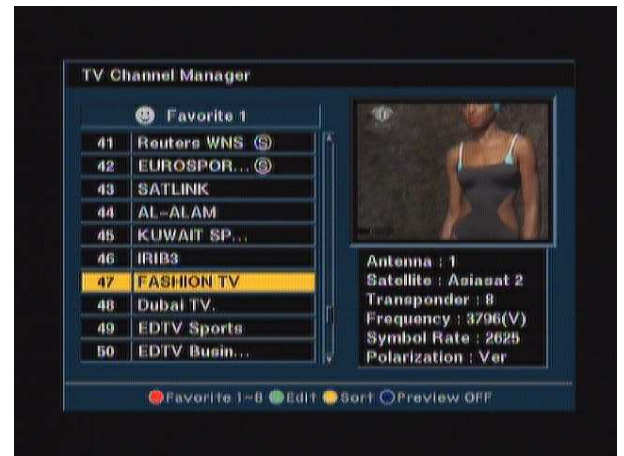 TV Channel Manager
Favorite 1
41 Reuters WNS Ⓢ
42 EUROSPOR... Ⓢ
43 SATLINK
44 AL-ALAM
45 KUWAIT SP...
46 IRIB3
47 FASHION TV
48 Dubai TV.
49 EDTV Sports
50 EDTV Busin...
Antenna : 1
Satellite : Asiasat 2
Transponder : 8
Frequency : 3796(V)
Symbol Rate : 2625
Polarization : Ver
Favorite 1~8 Edit Sort Preview OFF